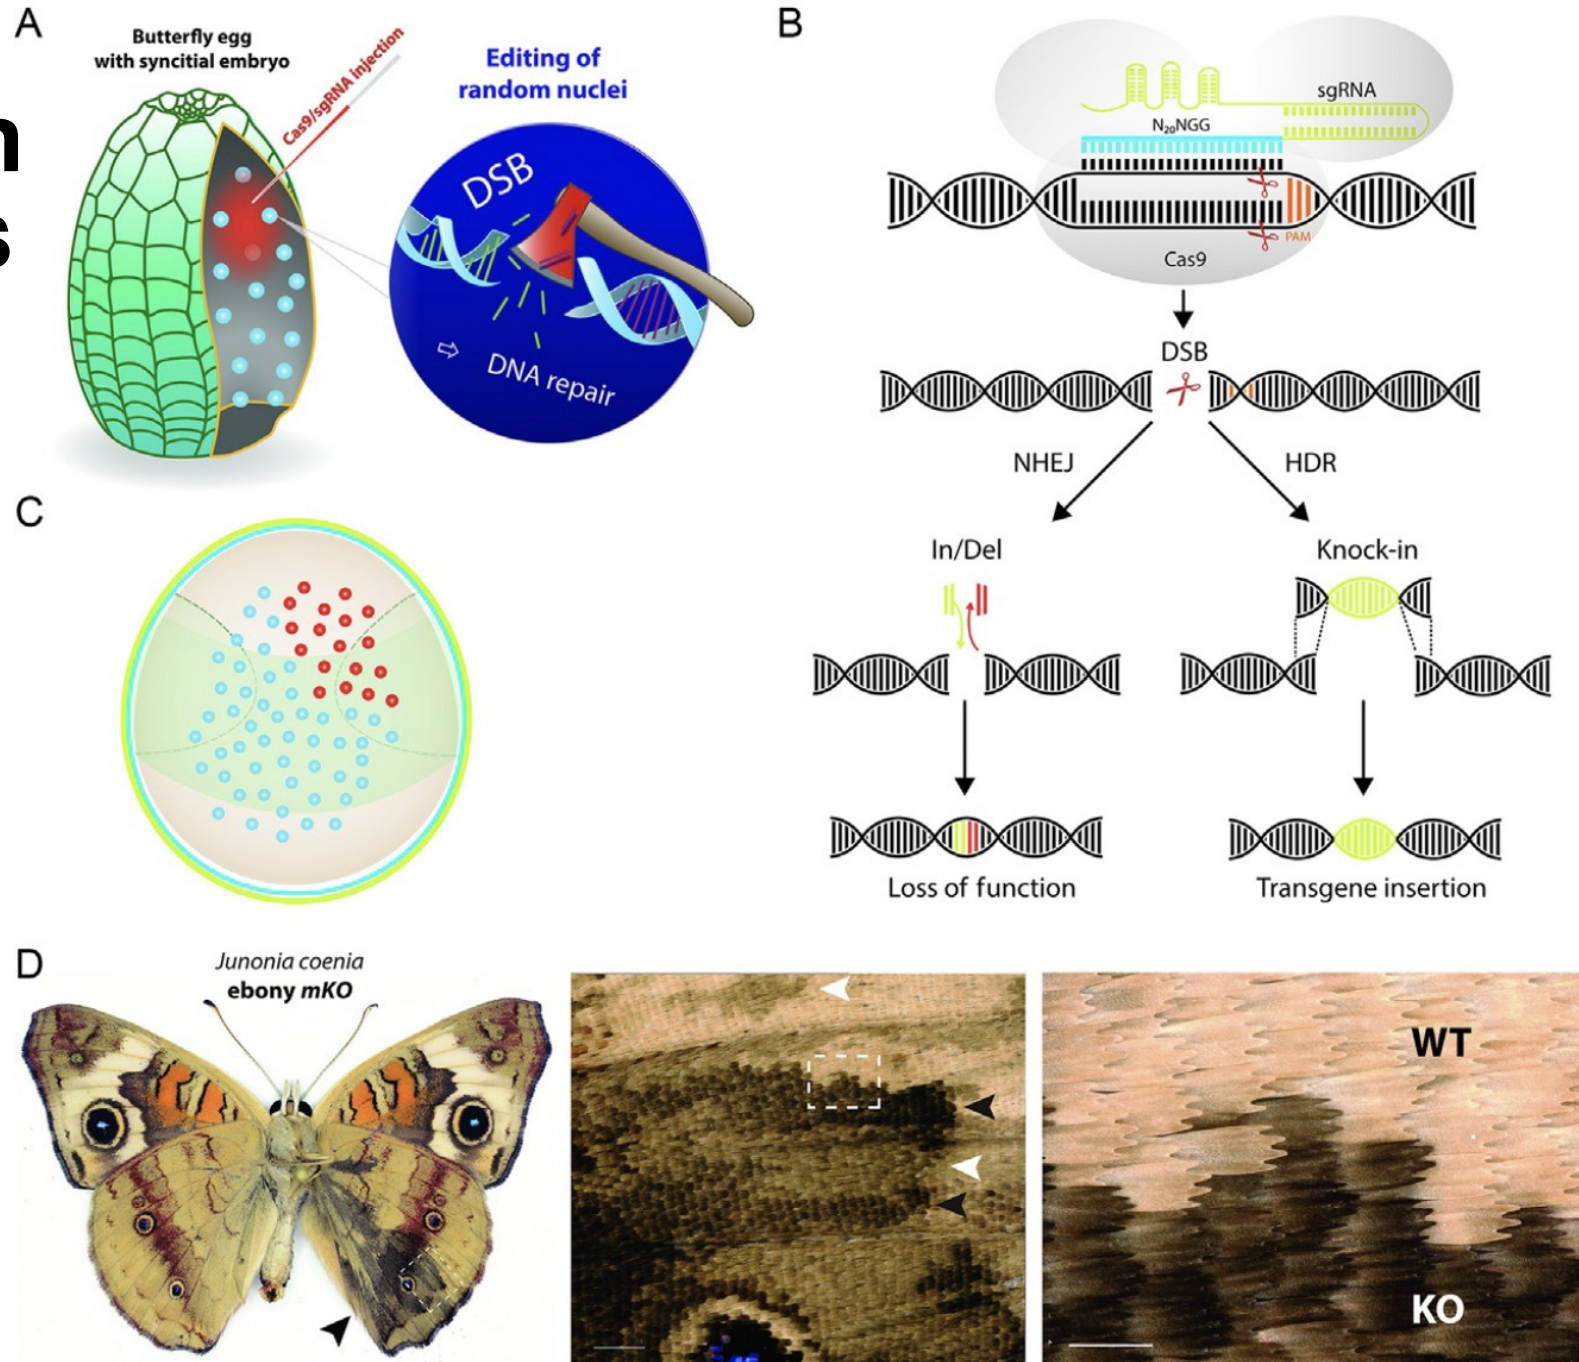 A
Butterfly egg
with syncitial embryo
Cas9/sgRNA injection
Editing of
random nuclei
DSB
DNA repair
B
sgRNA
N₂₀NGG
PAM
Cas9
DSB
NHEJ
HDR
In/Del
Knock-in
Loss of function
Transgene insertion
C
D
Junonia coenia
ebony mKO
WT
KO